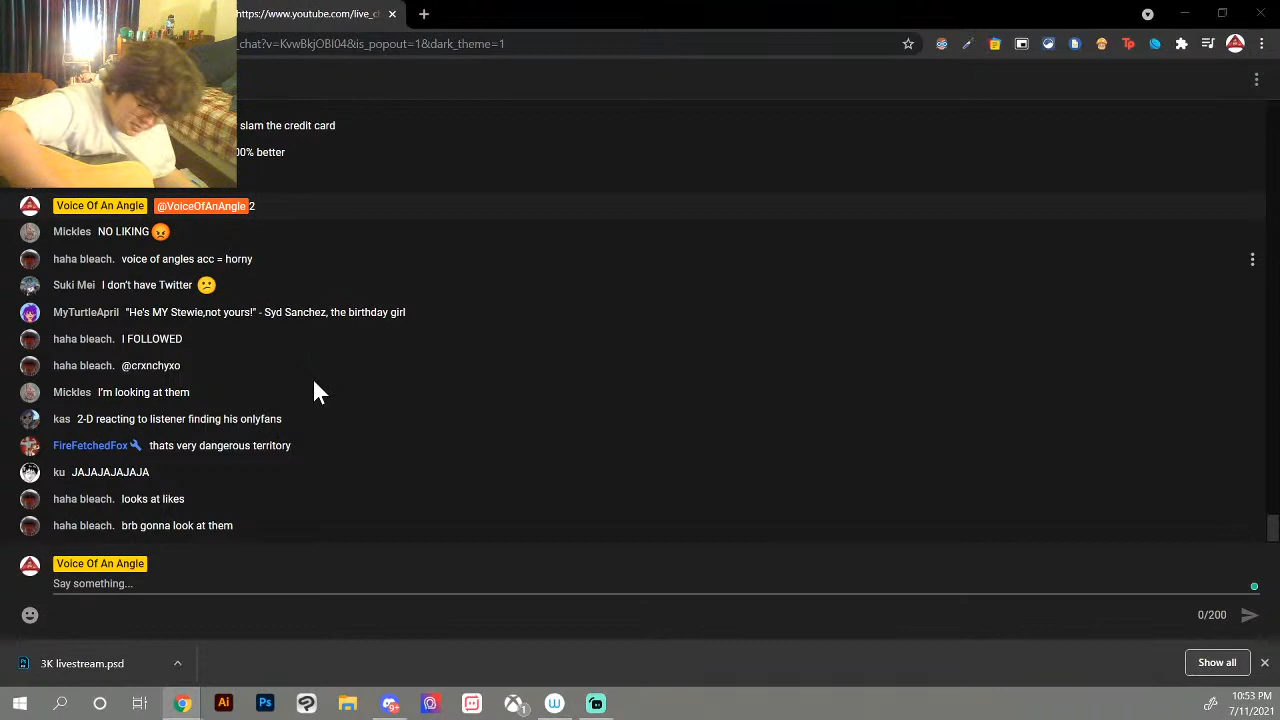 https://www.youtube.com/live_c
_chat?v=KvwBkjOBI04&is_popout=1&dark_theme=1
slam the credit card
00% better
Voice Of An Angle @VoiceOfAnAngle 2
Mickles NO LIKING 😡
haha bleach. voice of angles acc = horny
Suki Mei I don't have Twitter 😕
MyTurtleApril "He's MY Stewie,not yours!" - Syd Sanchez, the birthday girl
haha bleach. I FOLLOWED
haha bleach. @crxnchyxo
Mickles I'm looking at them
kas 2-D reacting to listener finding his onlyfans
FireFetchedFox thats very dangerous territory
ku JAJAJAJAJAJA
haha bleach. looks at likes
haha bleach. brb gonna look at them
Voice Of An Angle
Say something...
0/200
3K livestream.psd
Show all
Ai Ps
10:53 PM
7/11/2021